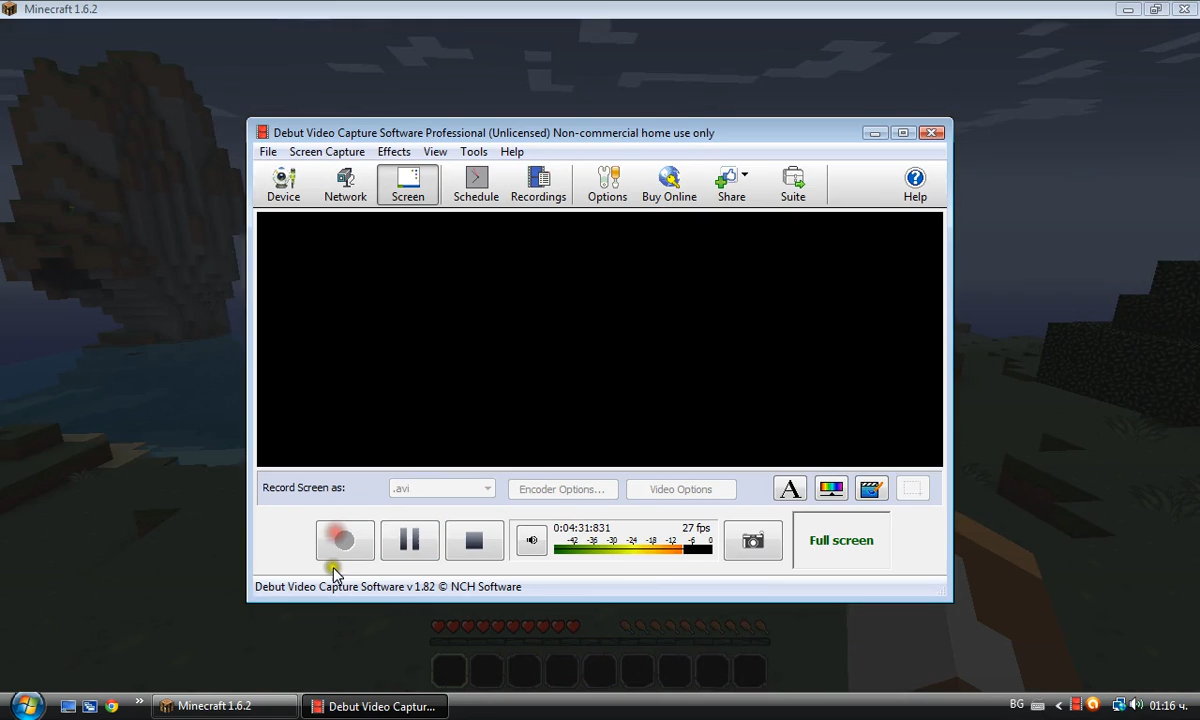 Minecraft 1.6.2
Debut Video Capture Software Professional (Unlicensed) Non-commercial home use only
File Screen Capture Effects View Tools Help
Device Network Screen Schedule Recordings Options Buy Online Share Suite Help
Record Screen as: .avi Encoder Options... Video Options A
0:04:31:831 27 fps
-42 -36 -30 -24 -18 -12 -6 0
Full screen
Debut Video Capture Software v 1.82 © NCH Software
» Minecraft 1.6.2 Debut Video Captur... BG < 01:16 ч.